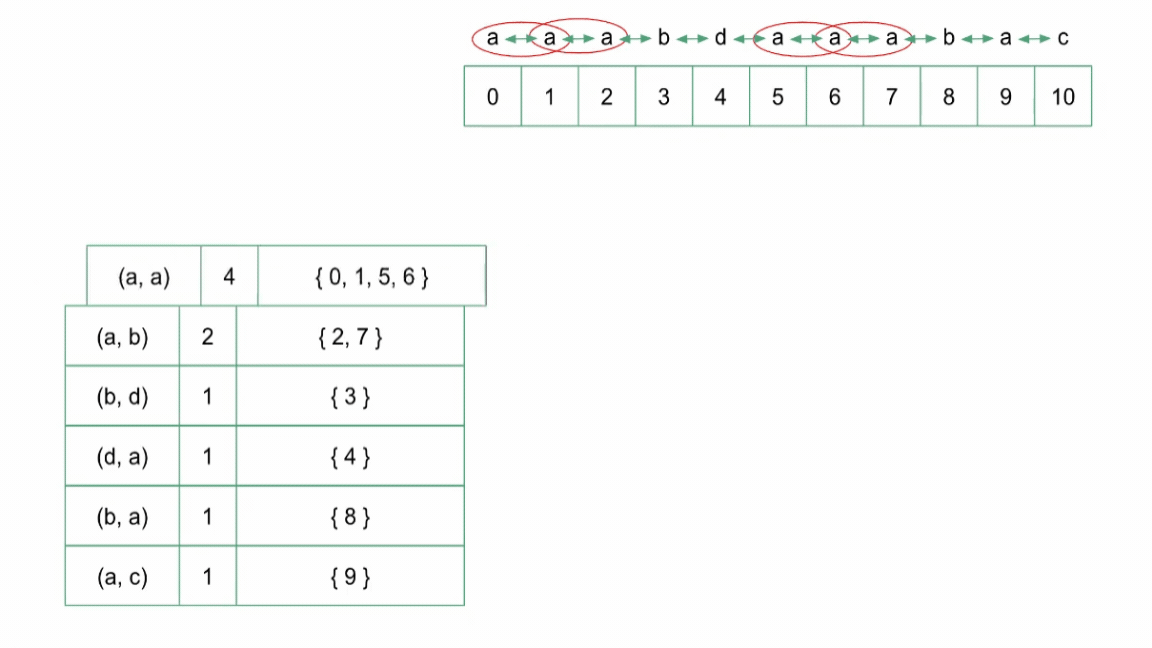 a a a b d a a a b a c
0 1 2 3 4 5 6 7 8 9 10
(a, a) 4 { 0, 1, 5, 6 }
(a, b) 2 { 2, 7 }
(b, d) 1 { 3 }
(d, a) 1 { 4 }
(b, a) 1 { 8 }
(a, c) 1 { 9 }